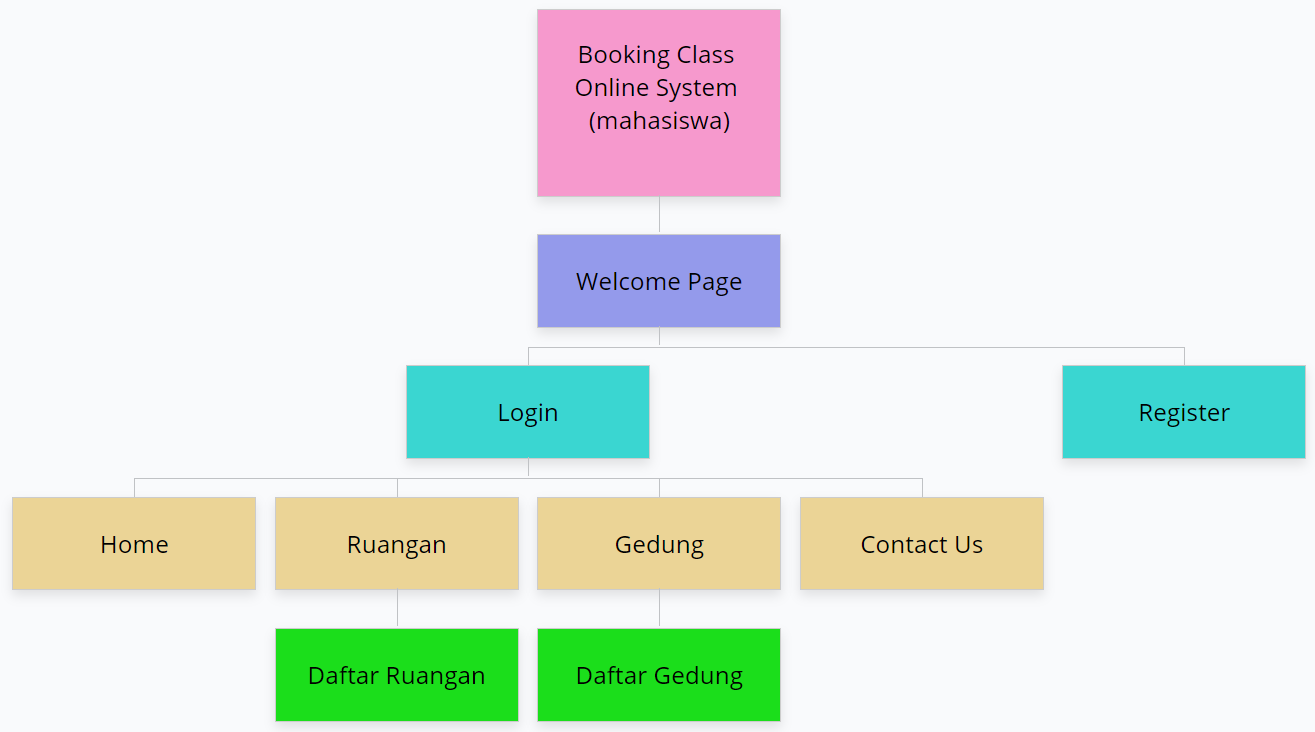 Booking Class
Online System
(mahasiswa)
Welcome Page
Login
Register
Home
Ruangan
Gedung
Contact Us
Daftar Ruangan
Daftar Gedung